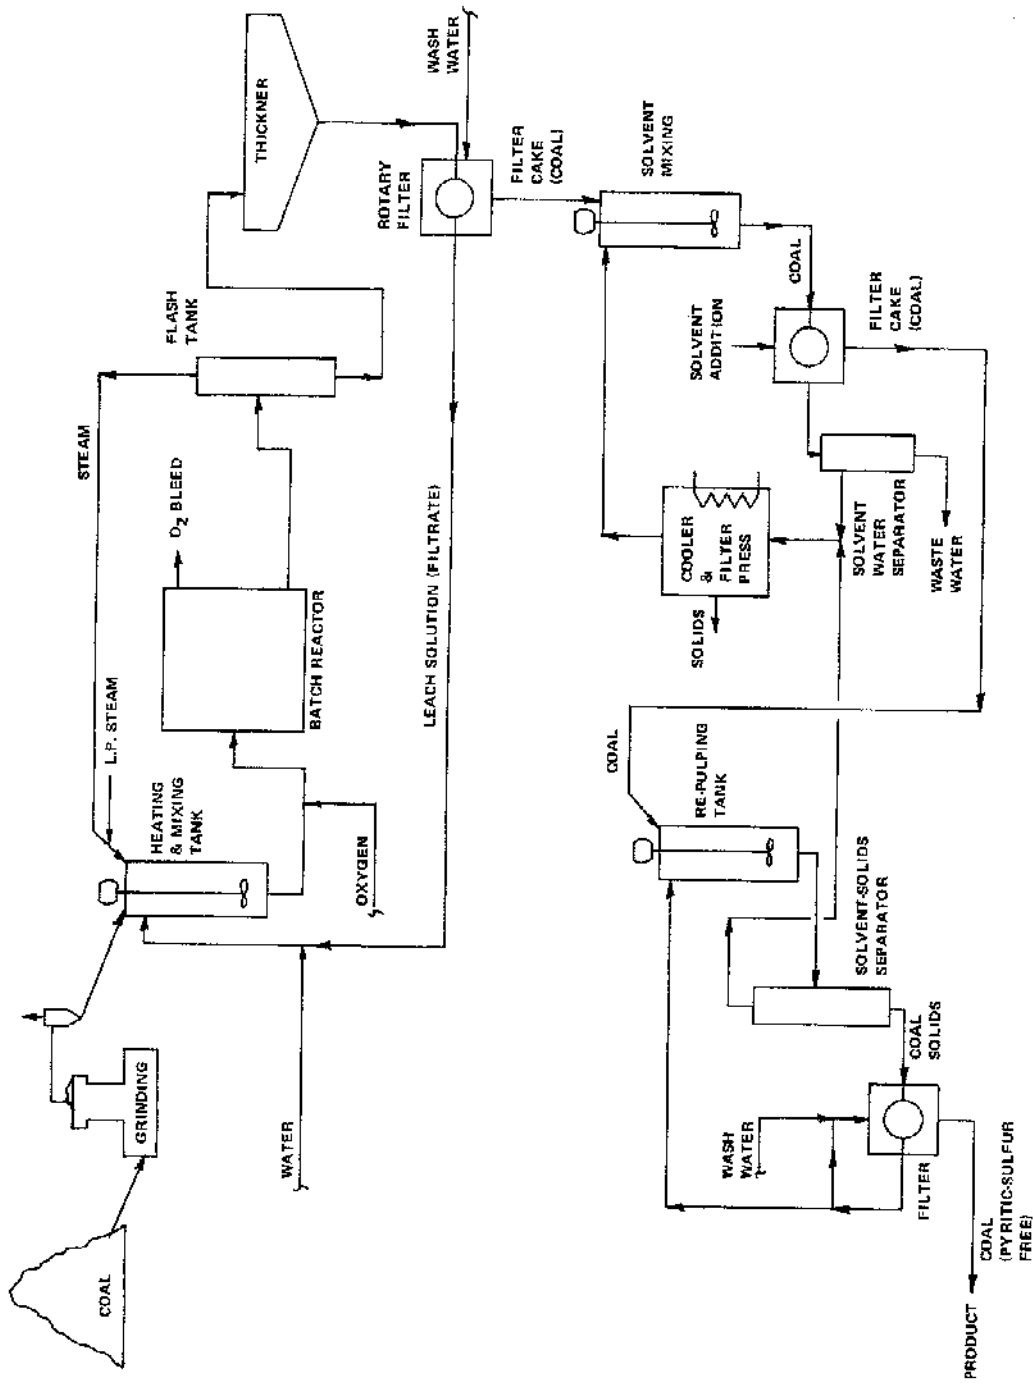 COAL
GRINDING
WATER
L.P. STEAM
STEAM
HEATING
& MIXING
TANK
OXYGEN
BATCH REACTOR
O2 BLEED
FLASH
TANK
THICKNER
LEACH SOLUTION (FILTRATE)
ROTARY
FILTER
WASH
WATER
FILTER
CAKE
(COAL)
SOLVENT
MIXING
COAL
SOLVENT
ADDITION
FILTER
CAKE
(COAL)
COOLER
&
FILTER
PRESS
SOLIDS
SOLVENT
WATER
SEPARATOR
WASTE
WATER
COAL
RE-PULPING
TANK
SOLVENT-SOLIDS
SEPARATOR
COAL
SOLIDS
WASH
WATER
FILTER
COAL
(PYRITIC-SULFUR
FREE)
PRODUCT